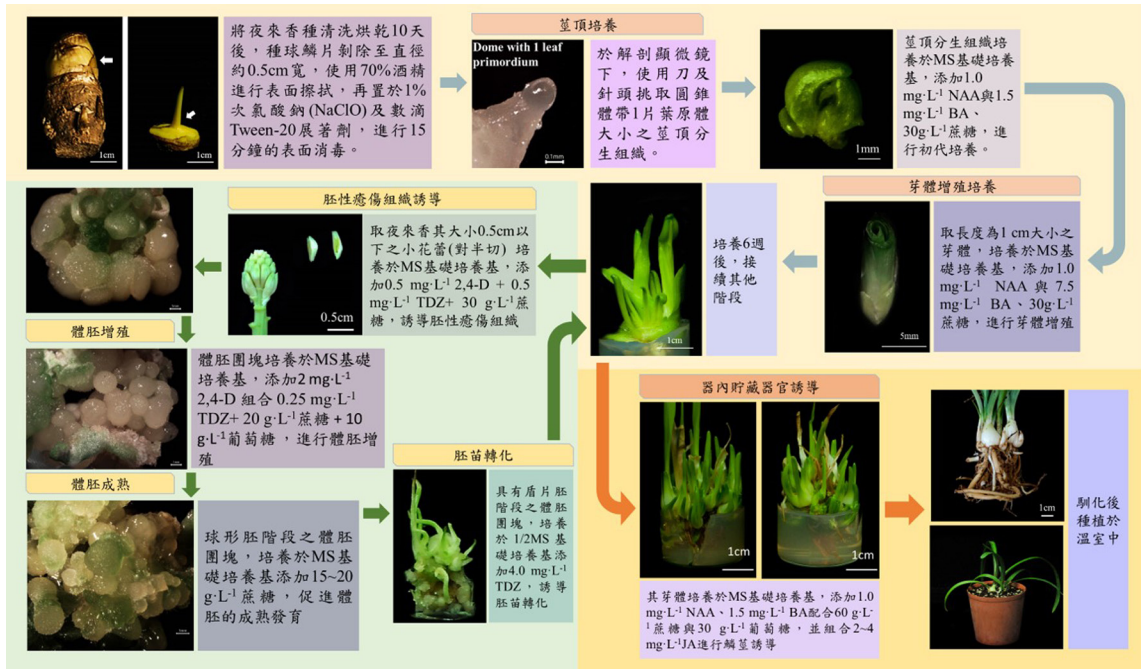 將夜來香種清洗烘乾10天
後，種球鱗片剝除至直徑
約0.5cm寬，使用70%酒精
進行表面擦拭，再置於1%
次氯酸鈉(NaClO)及數滴
Tween-20展著劑，進行15
分鐘的表面消毒。
1cm
1cm
莖頂培養
Dome with 1 leaf
primordium
0.1mm
於解剖顯微鏡
下，使用刀及
針頭挑取圓錐
體帶1片葉原體
大小之莖頂分
生組織。
1mm
莖頂分生組織培
養於MS基礎培養
基，添加1.0
mg·L-1 NAA與1.5
mg·L-1 BA、
30g·L-1蔗糖，進
行初代培養。
芽體增殖培養
5mm
取長度為1 cm大小之
芽體，培養於MS基
礎培養基，添加1.0
mg·L-1 NAA 與 7.5
mg·L-1 BA、30g·L-1
蔗糖，進行芽體增殖
1cm
培養6週
後，接
續其他
階段
胚性癒傷組織誘導
0.5cm
取夜來香其大小0.5cm以
下之小花蕾(對半切) 培
養於MS基礎培養基，添
加0.5 mg·L-1 2,4-D + 0.5
mg·L-1 TDZ+ 30 g·L-1蔗
糖，誘導胚性癒傷組織
體胚增殖
體胚團塊培養於MS基礎
培養基，添加2 mg·L-1
2,4-D 組合 0.25 mg·L-1
TDZ+ 20 g·L-1蔗糖 + 10
g·L-1葡萄糖，進行體胚增
殖
體胚成熟
球形胚階段之體胚
團塊，培養於MS基
礎培養基添加15~20
g·L-1蔗糖，促進體
胚的成熟發育
胚苗轉化
具有盾片胚
階段之體胚
團塊，培養
於 1/2MS 基
礎培養基添
加4.0 mg·L-1
TDZ，誘導
胚苗轉化
器內貯藏器官誘導
1cm
1cm
其芽體培養於MS基礎培養基，添加1.0
mg·L-1 NAA、1.5 mg·L-1 BA配合60 g·L-
1蔗糖與30 g·L-1葡萄糖，並組合2~4
mg·L-1JA進行鱗莖誘導
1cm
馴化後
種植於
溫室中